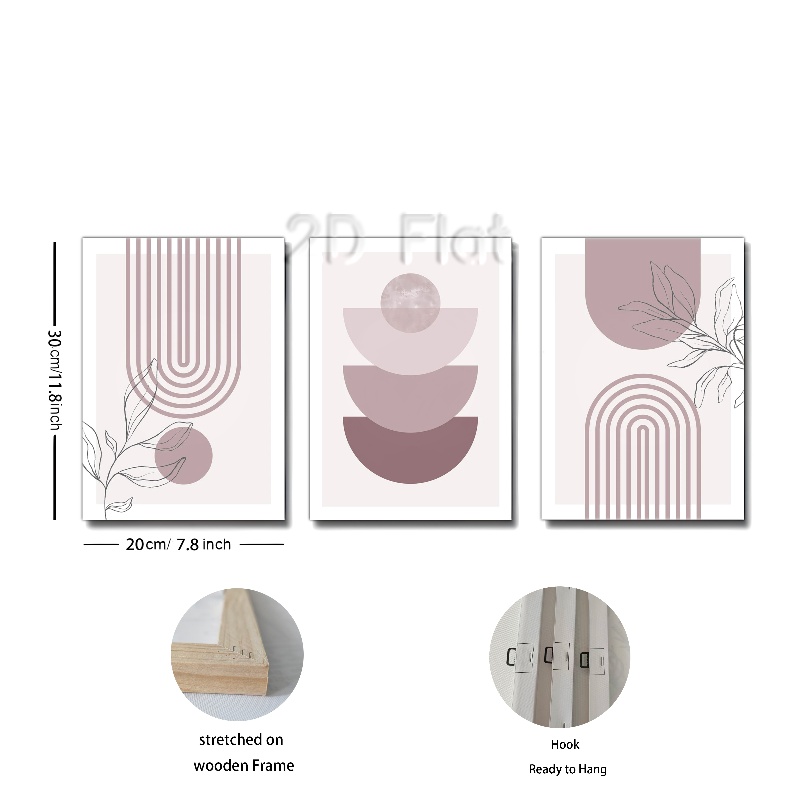 2D Flat
30cm/11.8inch
20cm/ 7.8 inch
stretched on
wooden Frame
Hook
Ready to Hang